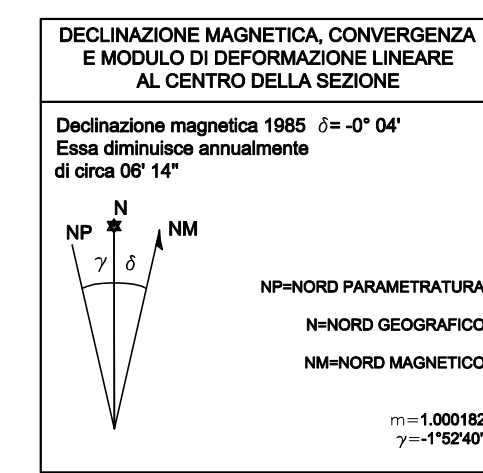 DECLINAZIONE MAGNETICA, CONVERGENZA
E MODULO DI DEFORMAZIONE LINEARE
AL CENTRO DELLA SEZIONE
Declinazione magnetica 1985 δ= -0° 04'
Essa diminuisce annualmente
di circa 06' 14"
N
NP
NM
γ δ
NP=NORD PARAMETRATURA
N=NORD GEOGRAFICO
NM=NORD MAGNETICO
m=1.000182
γ=-1°52'40"